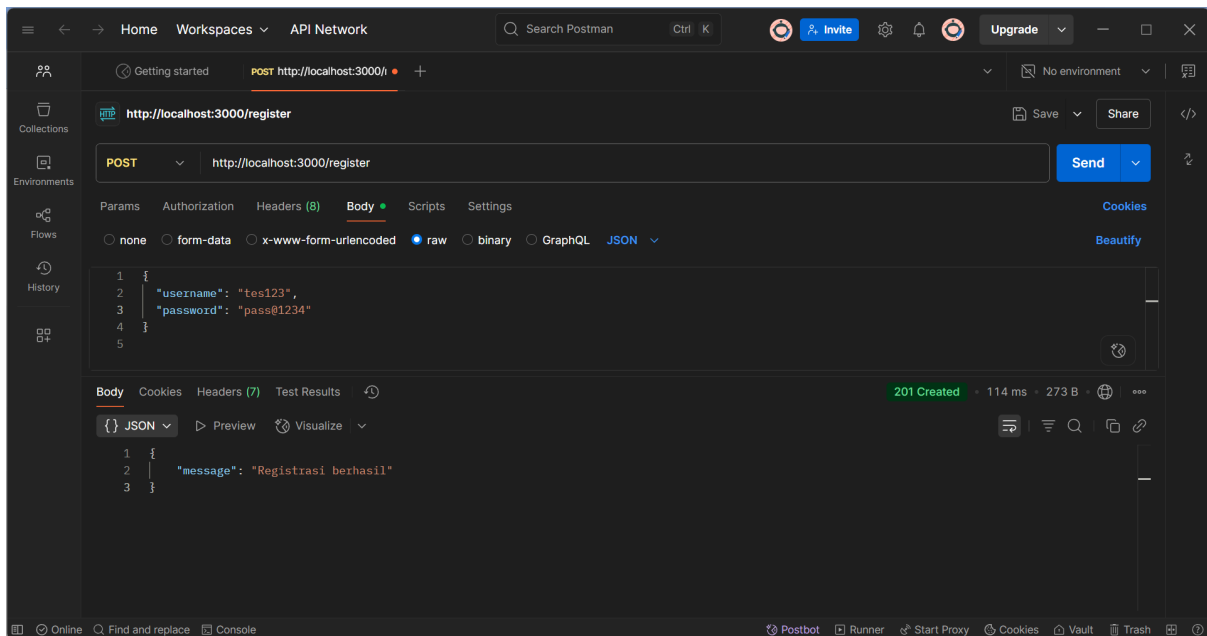 Home Workspaces API Network Search Postman Ctrl K Invite Upgrade
Getting started POST http://localhost:3000/r No environment
HTTP http://localhost:3000/register Save Share
POST http://localhost:3000/register Send
Params Authorization Headers (8) Body Scripts Settings Cookies
none form-data x-www-form-urlencoded raw binary GraphQL JSON Beautify
Collections
Environments
Flows
History
1 {
2 "username": "tes123",
3 "password": "pass@1234"
4 }
5
Body Cookies Headers (7) Test Results 201 Created 114 ms 273 B
{} JSON Preview Visualize
1 {
2 "message": "Registrasi berhasil"
3 }
Online Find and replace Console Postbot Runner Start Proxy Cookies Vault Trash